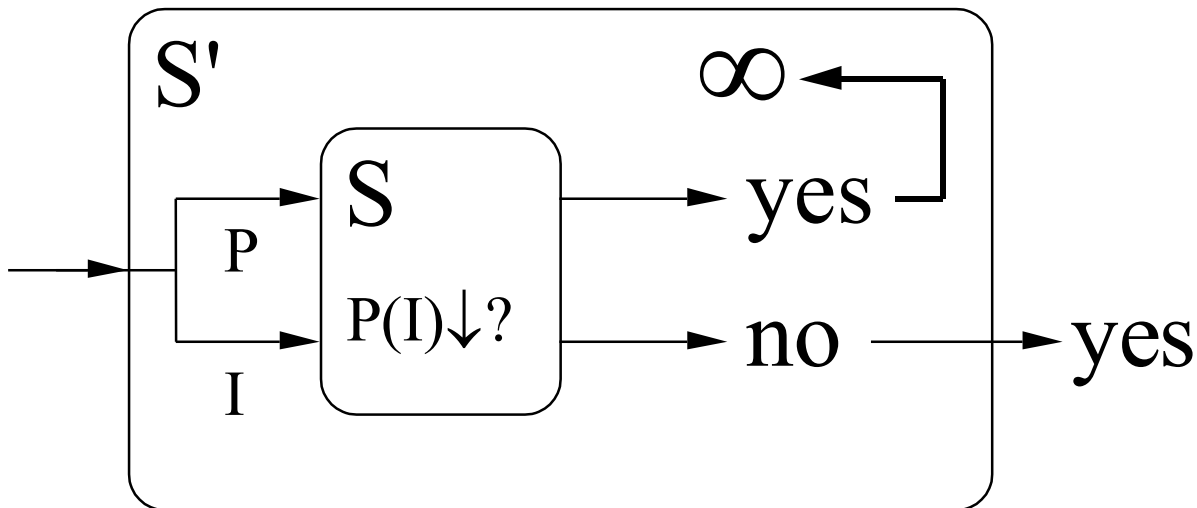 S'
∞
S
yes
P
P(I)↓?
no
yes
I